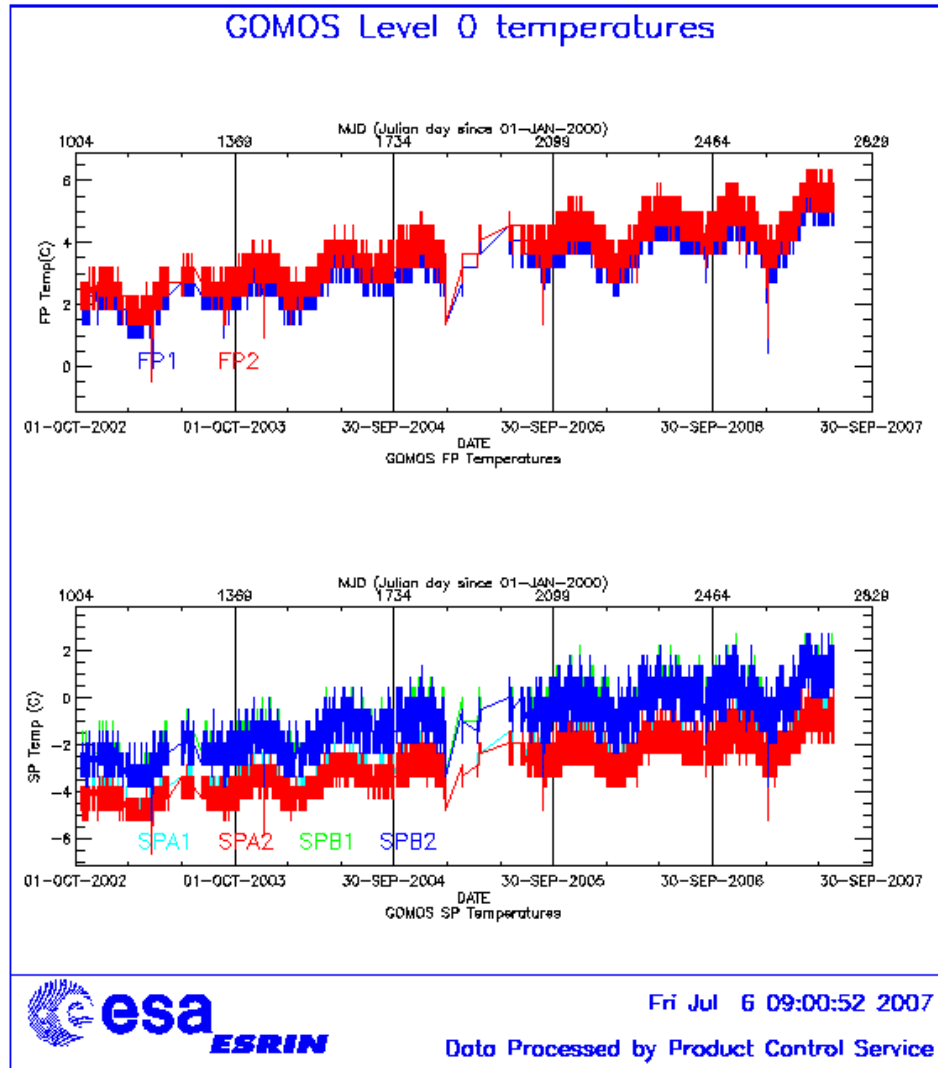 GOMOS Level 0 temperatures
MJD (Julian day since 01-JAN-2000)
1004 1369 1734 2099 2464 2829
6
4
2
0
FP Temp(C)
FP1 FP2
01-OCT-2002 01-OCT-2003 30-SEP-2004 30-SEP-2005 30-SEP-2006 30-SEP-2007
DATE
GOMOS FP Temperatures
MJD (Julian day since 01-JAN-2000)
1004 1369 1734 2099 2464 2829
2
0
-2
-4
-6
SP Temp (C)
SPA1 SPA2 SPB1 SPB2
01-OCT-2002 01-OCT-2003 30-SEP-2004 30-SEP-2005 30-SEP-2006 30-SEP-2007
DATE
GOMOS SP Temperatures
esa
ESRIN
Fri Jul 6 09:00:52 2007
Data Processed by Product Control Service